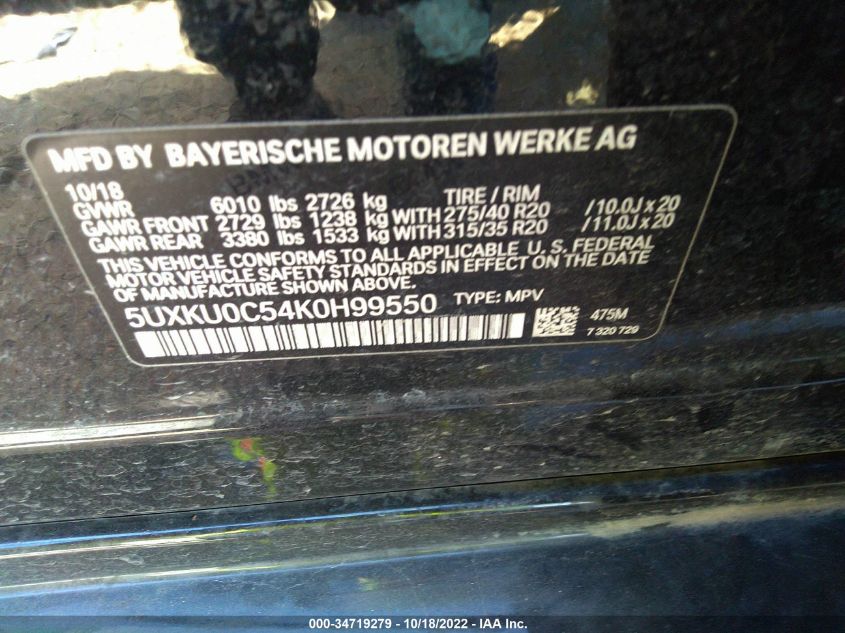 MFD BY BAYERISCHE MOTOREN WERKE AG
10/18 TIRE / RIM
GVWR 6010 lbs 2726 kg
GAWR FRONT 2729 lbs 1238 kg WITH 275/40 R20 /10.0J x 20
GAWR REAR 3380 lbs 1533 kg WITH 315/35 R20 /11.0J x 20
THIS VEHICLE CONFORMS TO ALL APPLICABLE U. S. FEDERAL
MOTOR VEHICLE SAFETY STANDARDS IN EFFECT ON THE DATE
OF MANUFACTURE SHOWN ABOVE.
5UXKU0C54K0H99550 TYPE: MPV
475M
7 320 729
000-34719279 - 10/18/2022 - IAA Inc.